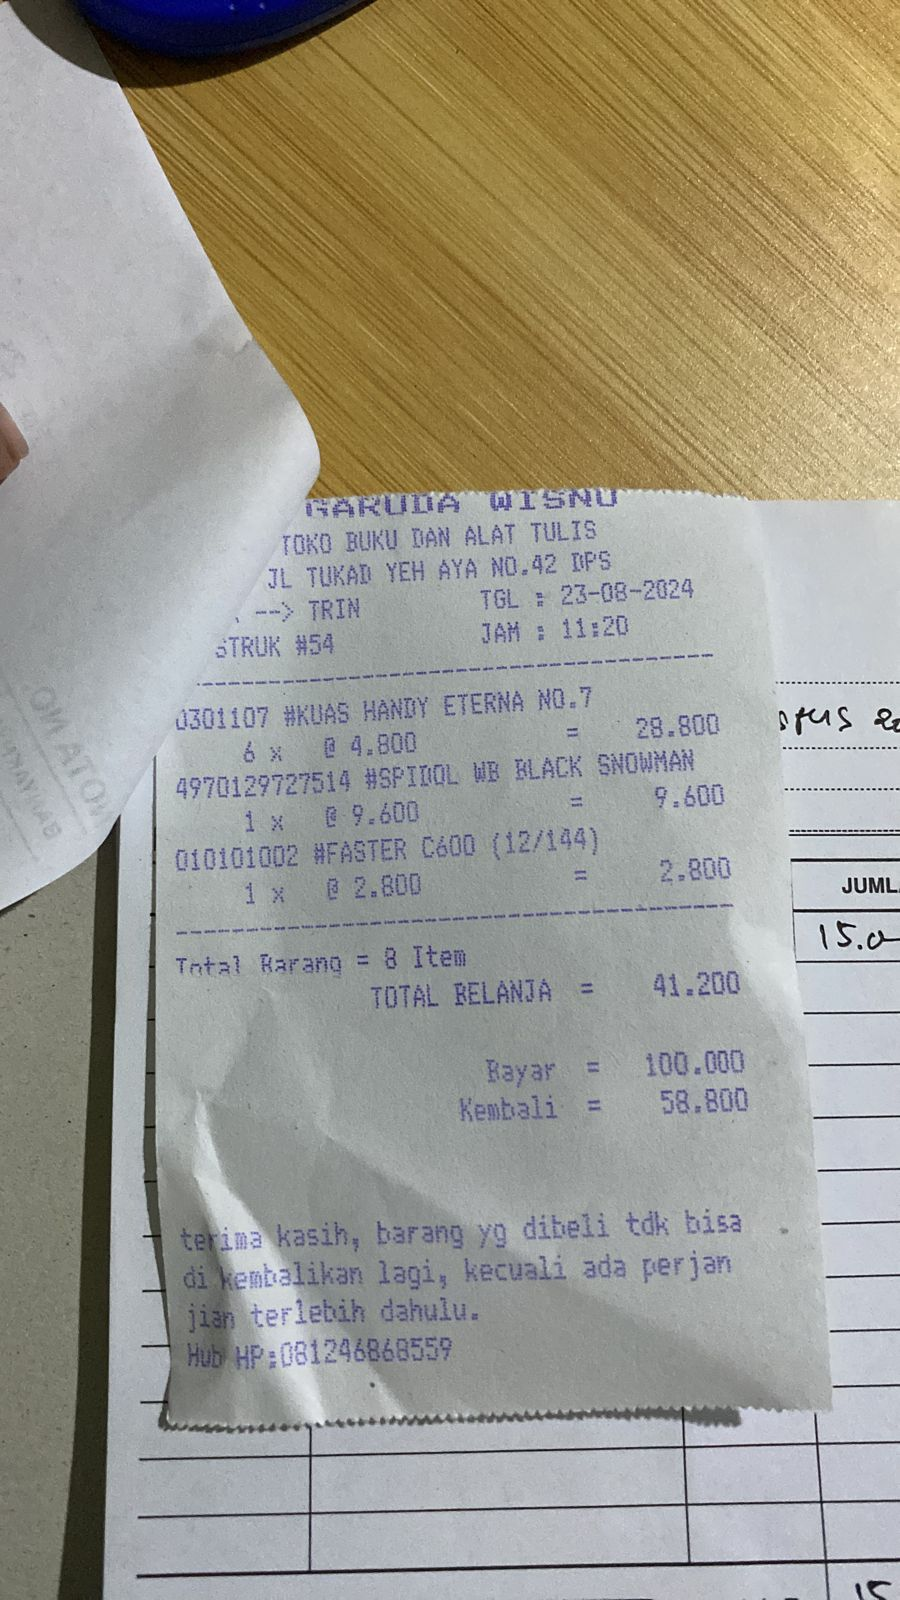 GARUDA WISNU
TOKO BUKU DAN ALAT TULIS
JL TUKAD YEH AYA NO.42 DPS
--> TRIN TGL : 23-08-2024
STRUK #54 JAM : 11:20
0301107 #KUAS HANDY ETERNA NO.7
6 x @ 4.800 = 28.800
4970129727514 #SPIDOL WB BLACK SNOWMAN
1 x @ 9.600 = 9.600
010101002 #FASTER C600 (12/144)
1 x @ 2.800 = 2.800
Total Barang = 8 Item
TOTAL BELANJA = 41.200
Bayar = 100.000
Kembali = 58.800
terima kasih, barang yg dibeli tdk bisa
di kembalikan lagi, kecuali ada perjan
jian terlebih dahulu.
Hub HP:081246868559
JUML
NOTA NO.